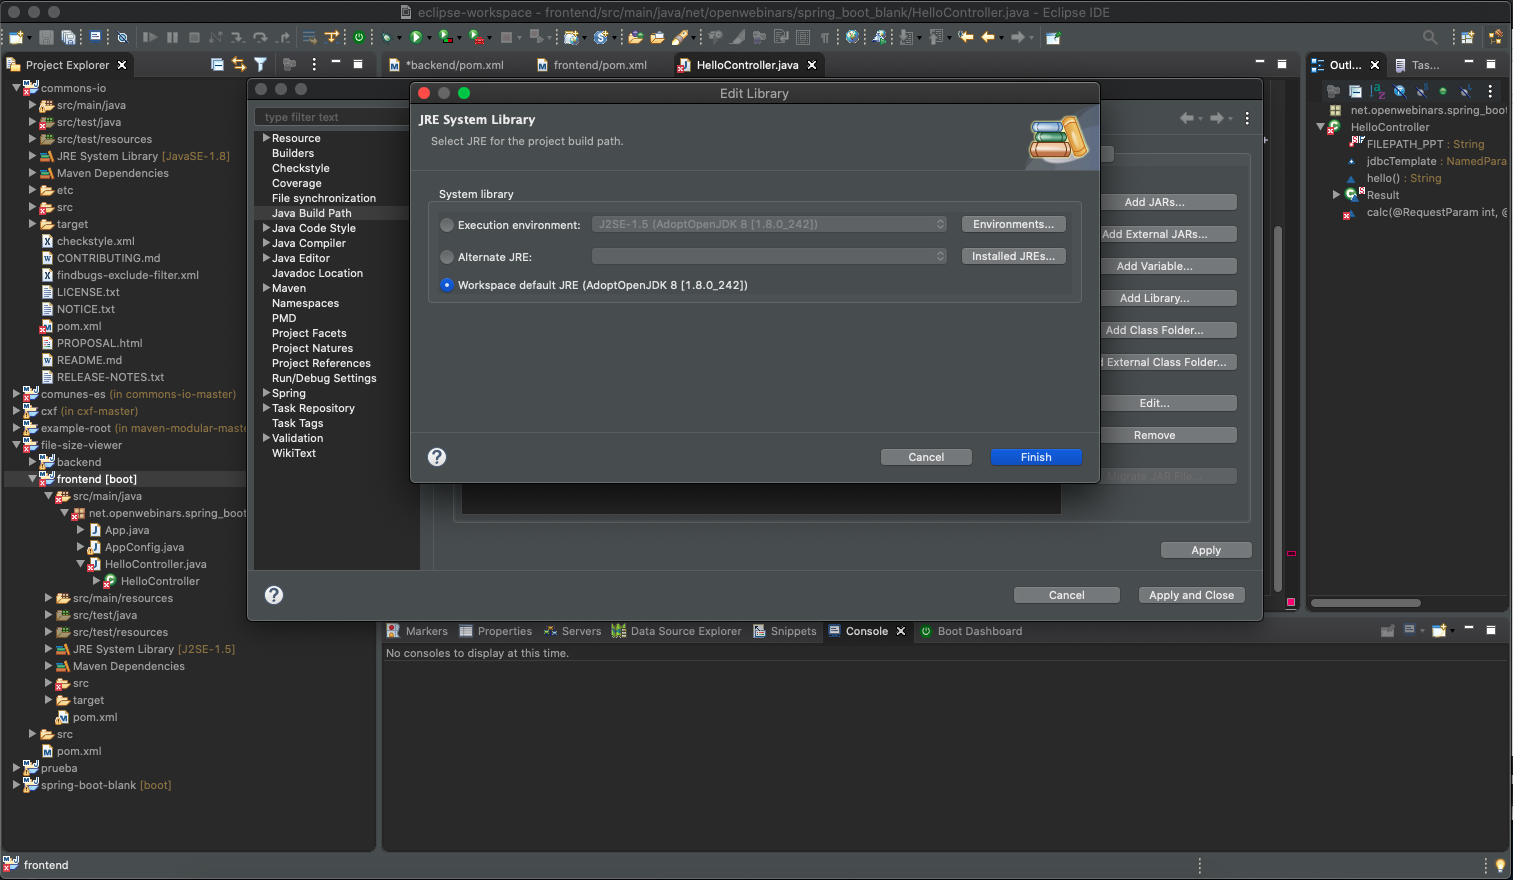 eclipse-workspace - frontend/src/main/java/net/openwebinars/spring_boot_blank/HelloController.java - Eclipse IDE
Project Explorer
*backend/pom.xml
frontend/pom.xml
HelloController.java
Outl...
Tas...
commons-io
src/main/java
src/test/java
src/test/resources
JRE System Library [JavaSE-1.8]
Maven Dependencies
etc
src
target
checkstyle.xml
CONTRIBUTING.md
findbugs-exclude-filter.xml
LICENSE.txt
NOTICE.txt
pom.xml
PROPOSAL.html
README.md
RELEASE-NOTES.txt
comunes-es (in commons-io-master)
cxf (in cxf-master)
example-root (in maven-modular-maste
file-size-viewer
backend
frontend [boot]
src/main/java
net.openwebinars.spring_boot
App.java
AppConfig.java
HelloController.java
HelloController
src/main/resources
src/test/java
src/test/resources
JRE System Library [J2SE-1.5]
Maven Dependencies
src
target
pom.xml
src
pom.xml
prueba
spring-boot-blank [boot]
type filter text
Resource
Builders
Checkstyle
Coverage
File synchronization
Java Build Path
Java Code Style
Java Compiler
Java Editor
Javadoc Location
Maven
Namespaces
PMD
Project Facets
Project Natures
Project References
Run/Debug Settings
Spring
Task Repository
Task Tags
Validation
WikiText
Edit Library
JRE System Library
Select JRE for the project build path.
System library
Execution environment:
J2SE-1.5 (AdoptOpenJDK 8 [1.8.0_242])
Environments...
Alternate JRE:
Installed JREs...
Workspace default JRE (AdoptOpenJDK 8 [1.8.0_242])
Cancel
Finish
Add JARs...
Add External JARs...
Add Variable...
Add Library...
Add Class Folder...
External Class Folder...
Edit...
Remove
Migrate JAR File...
Apply
Cancel
Apply and Close
net.openwebinars.spring_boot
HelloController
FILEPATH_PPT : String
jdbcTemplate : NamedPara
hello() : String
Result
calc(@RequestParam int, @
Markers
Properties
Servers
Data Source Explorer
Snippets
Console
Boot Dashboard
No consoles to display at this time.
frontend